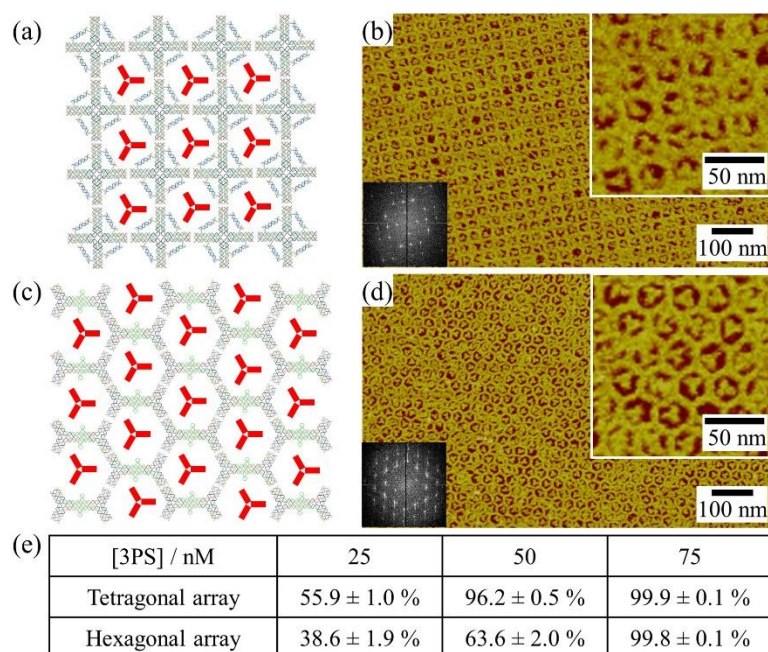 (a)
(b)
50 nm
100 nm
(c)
(d)
50 nm
100 nm
(e)
[3PS] / nM 25 50 75
Tetragonal array 55.9 ± 1.0 % 96.2 ± 0.5 % 99.9 ± 0.1 %
Hexagonal array 38.6 ± 1.9 % 63.6 ± 2.0 % 99.8 ± 0.1 %